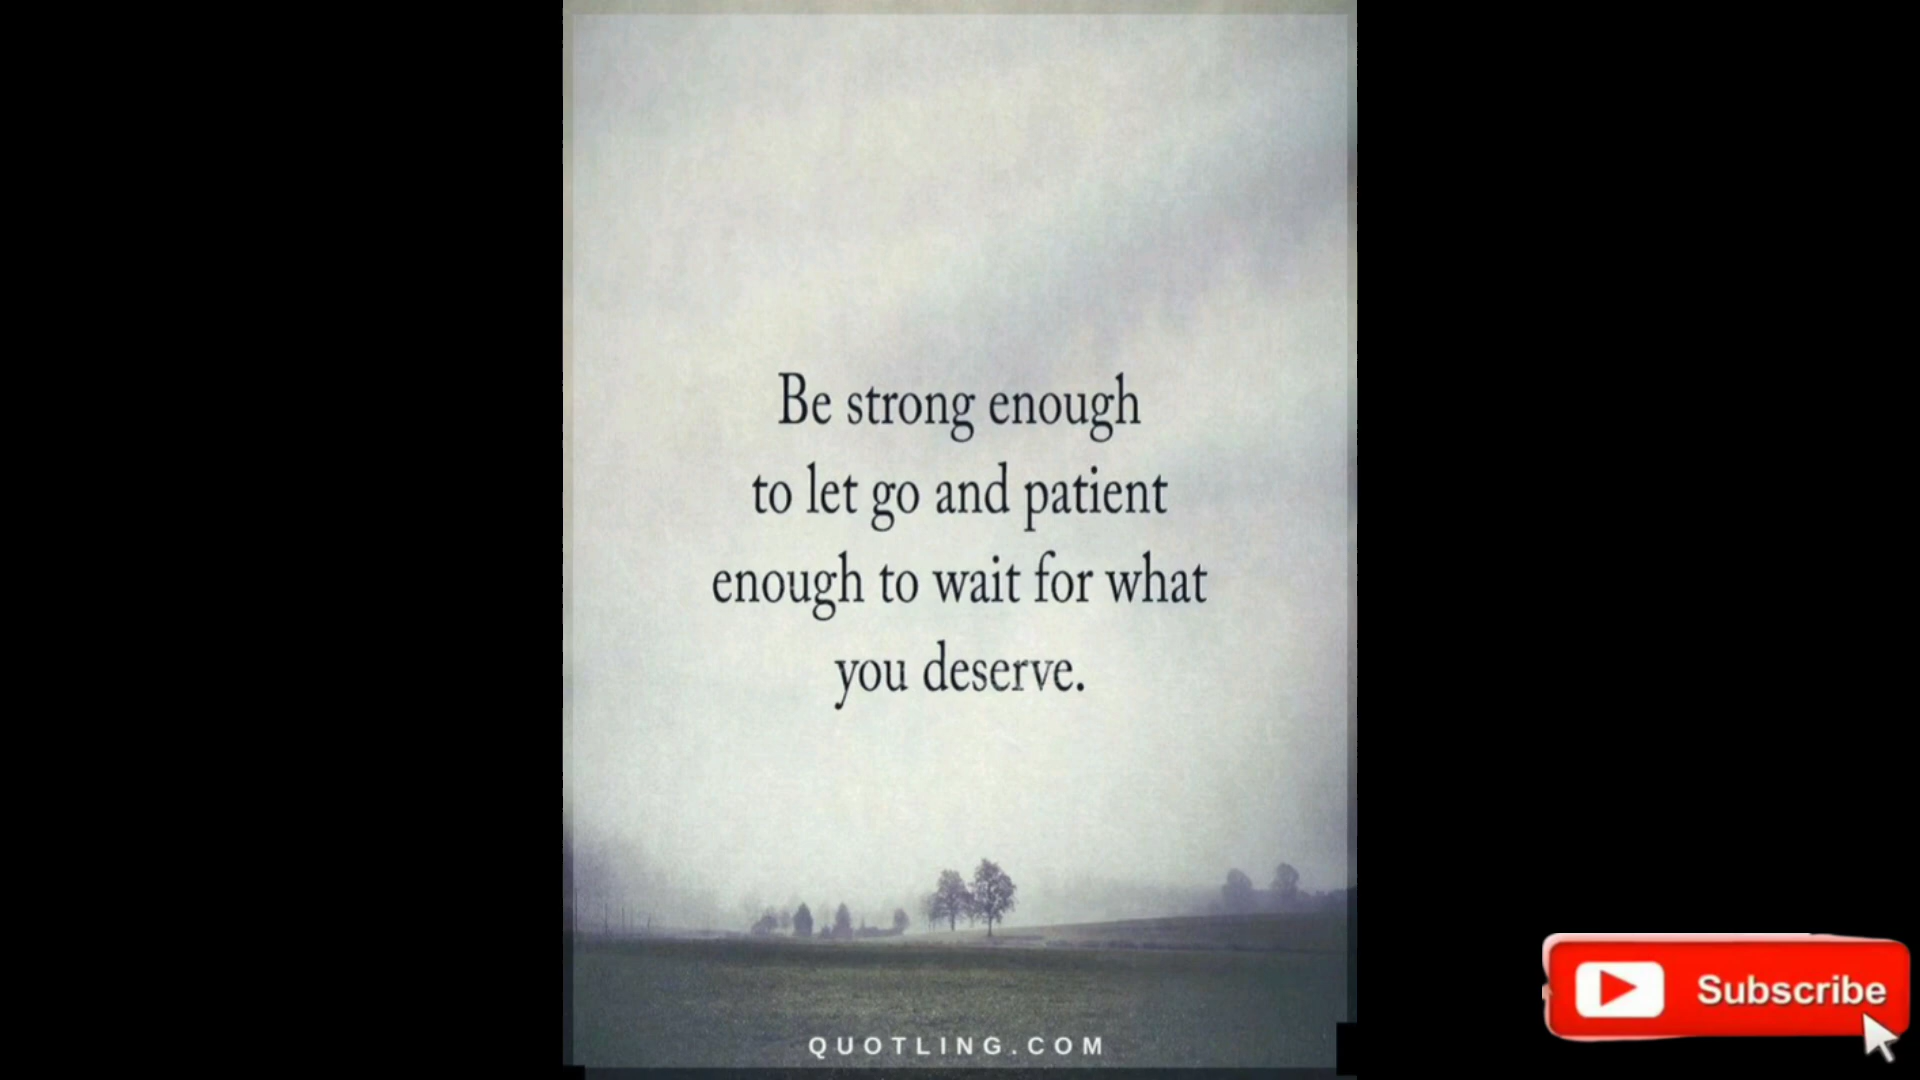 Be strong enough
to let go and patient
enough to wait for what
you deserve.
QUOTLING.COM
Subscribe